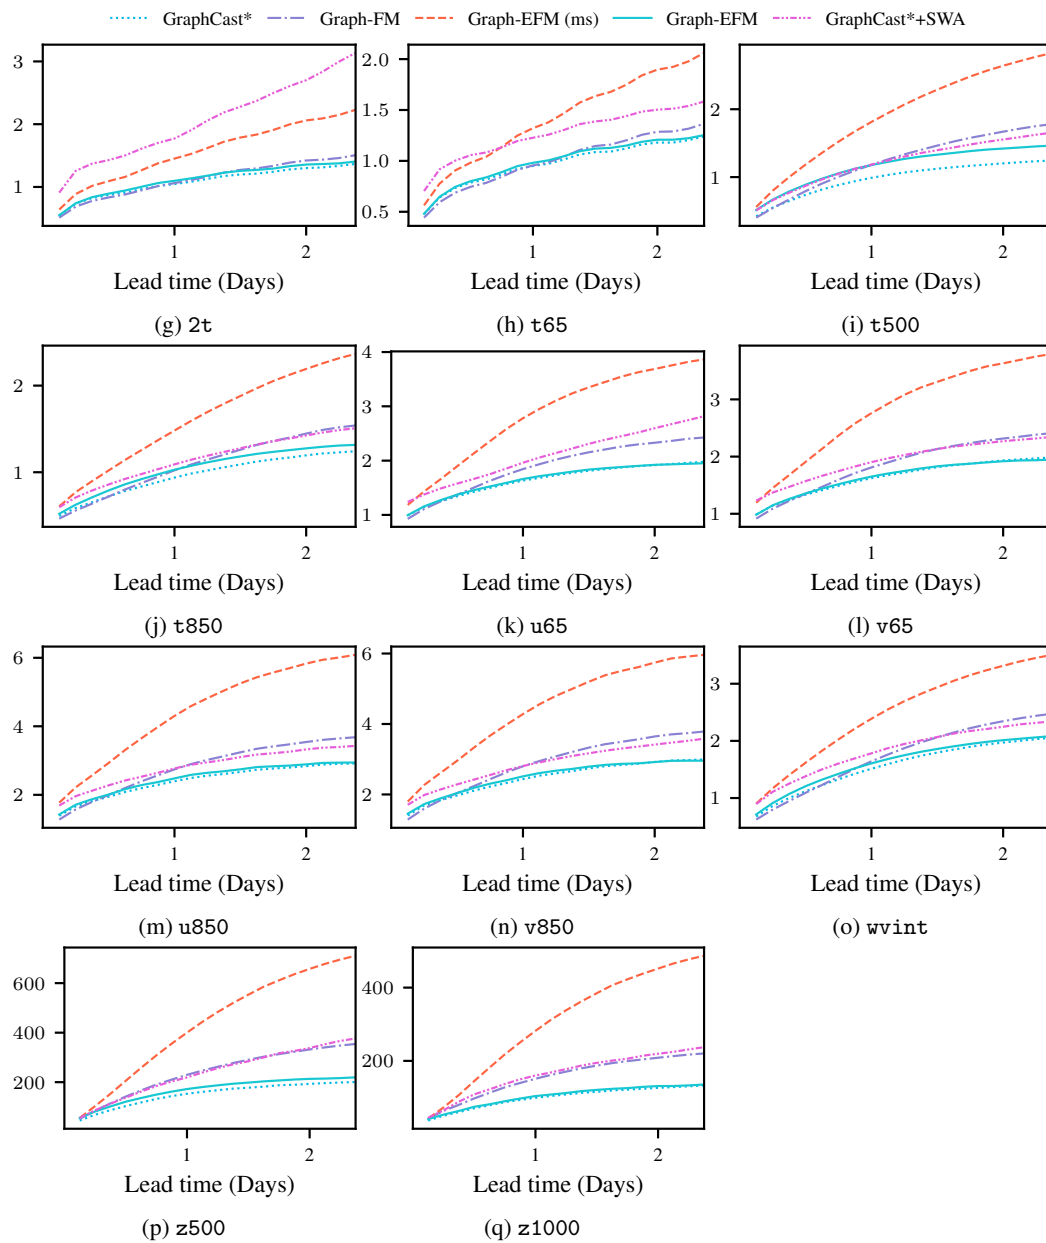 GraphCast* Graph-FM Graph-EFM (ms) Graph-EFM GraphCast*+SWA
3
2
1
1 2
Lead time (Days)
(g) 2t
2.0
1.5
1.0
0.5
1 2
Lead time (Days)
(h) t65
2
1
1 2
Lead time (Days)
(i) t500
2
1
1 2
Lead time (Days)
(j) t850
4
3
2
1
1 2
Lead time (Days)
(k) u65
3
2
1
1 2
Lead time (Days)
(l) v65
6
4
2
1 2
Lead time (Days)
(m) u850
6
4
2
1 2
Lead time (Days)
(n) v850
3
2
1
1 2
Lead time (Days)
(o) wvint
600
400
200
1 2
Lead time (Days)
(p) z500
400
200
1 2
Lead time (Days)
(q) z1000